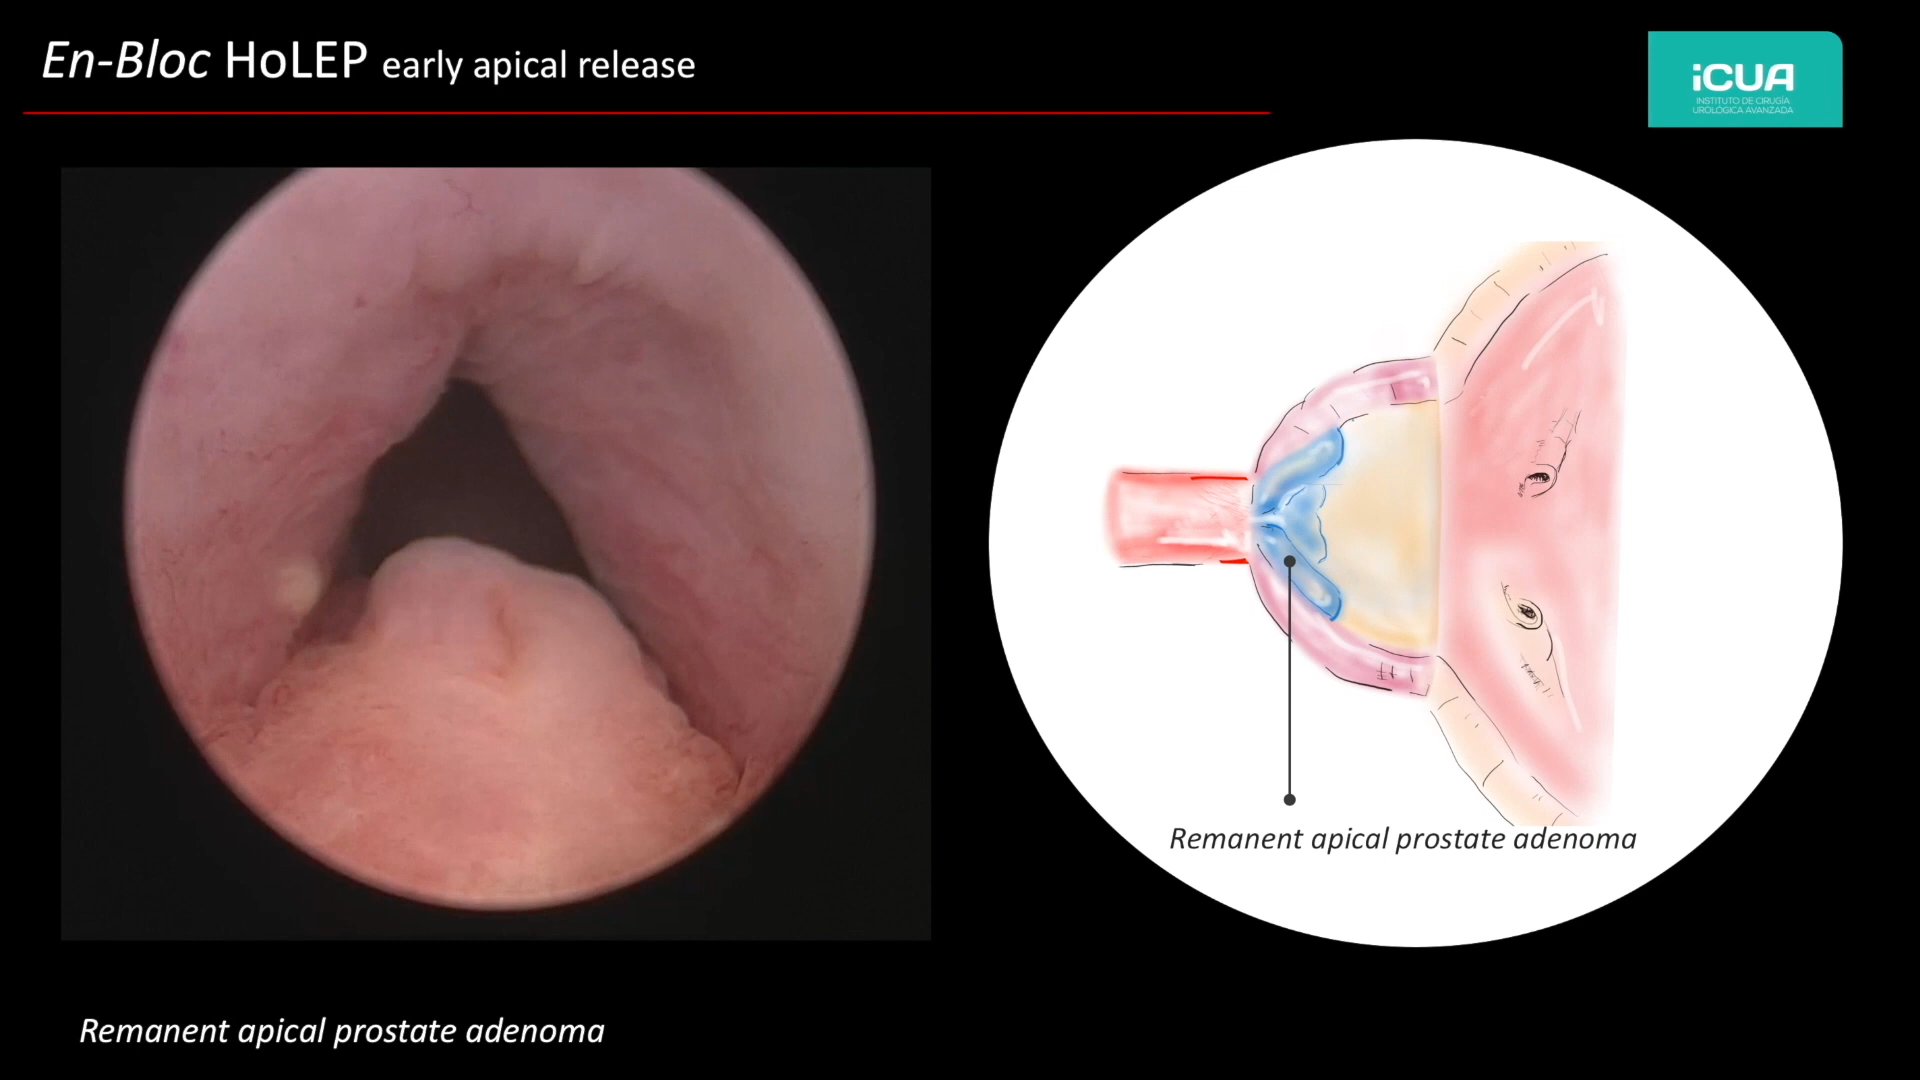 En-Bloc HoLEP early apical release
iCUA
INSTITUTO DE CIRUGÍA
UROLÓGICA AVANZADA
Remanent apical prostate adenoma
Remanent apical prostate adenoma